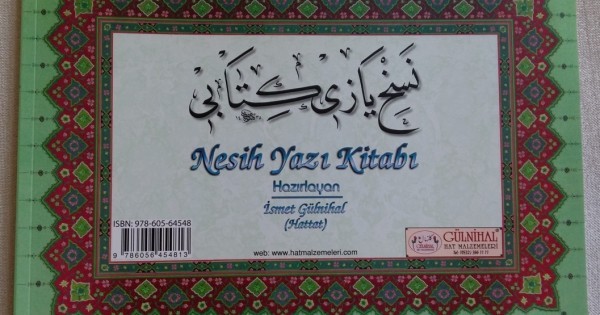 نسخ يازى كتابى
Nesih Yazı Kitabı
Hazırlayan
İsmet Gülnihal
(Hattat)
ISBN: 978-605-64548
9 786056 454813
web: www.hatmalzemeleri.com
GÜLNİHAL
HAT MALZEMELERİ